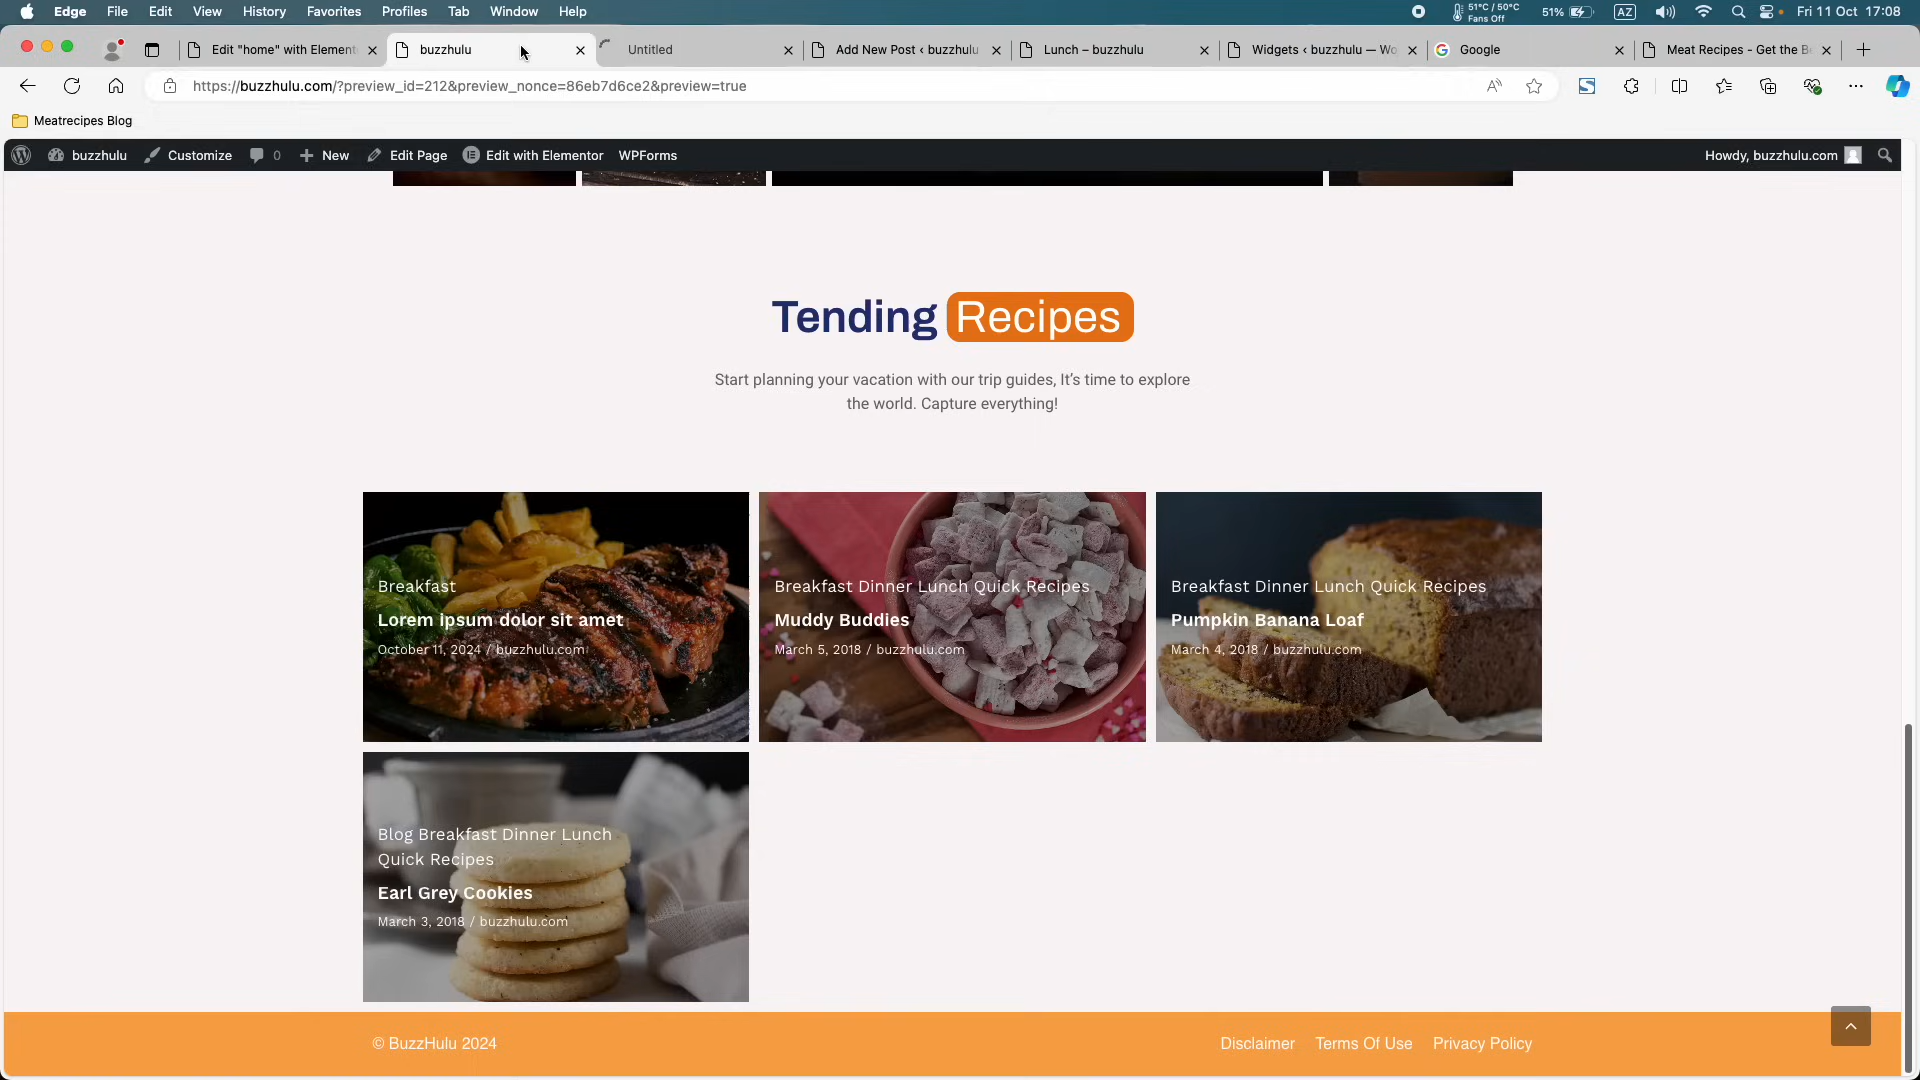 Edge File Edit View History Favorites Profiles Tab Window Help
51°C / 50°C
Fans Off
51%
AZ
Fri 11 Oct 17:08
Edit "home" with Element
buzzhulu
Untitled
Add New Post ‹ buzzhulu
Lunch – buzzhulu
Widgets ‹ buzzhulu — Wo
Google
Meat Recipes - Get the Be
https://buzzhulu.com/?preview_id=212&preview_nonce=86eb7d6ce2&preview=true
Meatrecipes Blog
buzzhulu Customize 0 New Edit Page Edit with Elementor WPForms
Howdy, buzzhulu.com
Tending Recipes
Start planning your vacation with our trip guides, It's time to explore
the world. Capture everything!
Breakfast
Lorem ipsum dolor sit amet
October 11, 2024 / buzzhulu.com
Breakfast Dinner Lunch Quick Recipes
Muddy Buddies
March 5, 2018 / buzzhulu.com
Breakfast Dinner Lunch Quick Recipes
Pumpkin Banana Loaf
March 4, 2018 / buzzhulu.com
Blog Breakfast Dinner Lunch
Quick Recipes
Earl Grey Cookies
March 3, 2018 / buzzhulu.com
© BuzzHulu 2024
Disclaimer Terms Of Use Privacy Policy